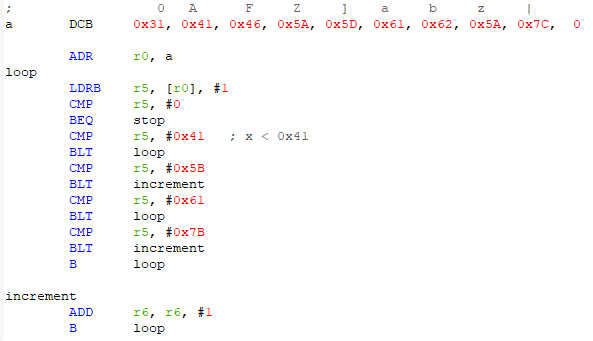 ;                   0     A      F      Z      ]      a      b      z      |
a       DCB     0x31, 0x41, 0x46, 0x5A, 0x5D, 0x61, 0x62, 0x5A, 0x7C,  0
        ADR     r0, a
loop
        LDRB    r5, [r0], #1
        CMP     r5, #0
        BEQ     stop
        CMP     r5, #0x41   ; x < 0x41
        BLT     loop
        CMP     r5, #0x5B
        BLT     increment
        CMP     r5, #0x61
        BLT     loop
        CMP     r5, #0x7B
        BLT     increment
        B       loop
increment
        ADD     r6, r6, #1
        B       loop